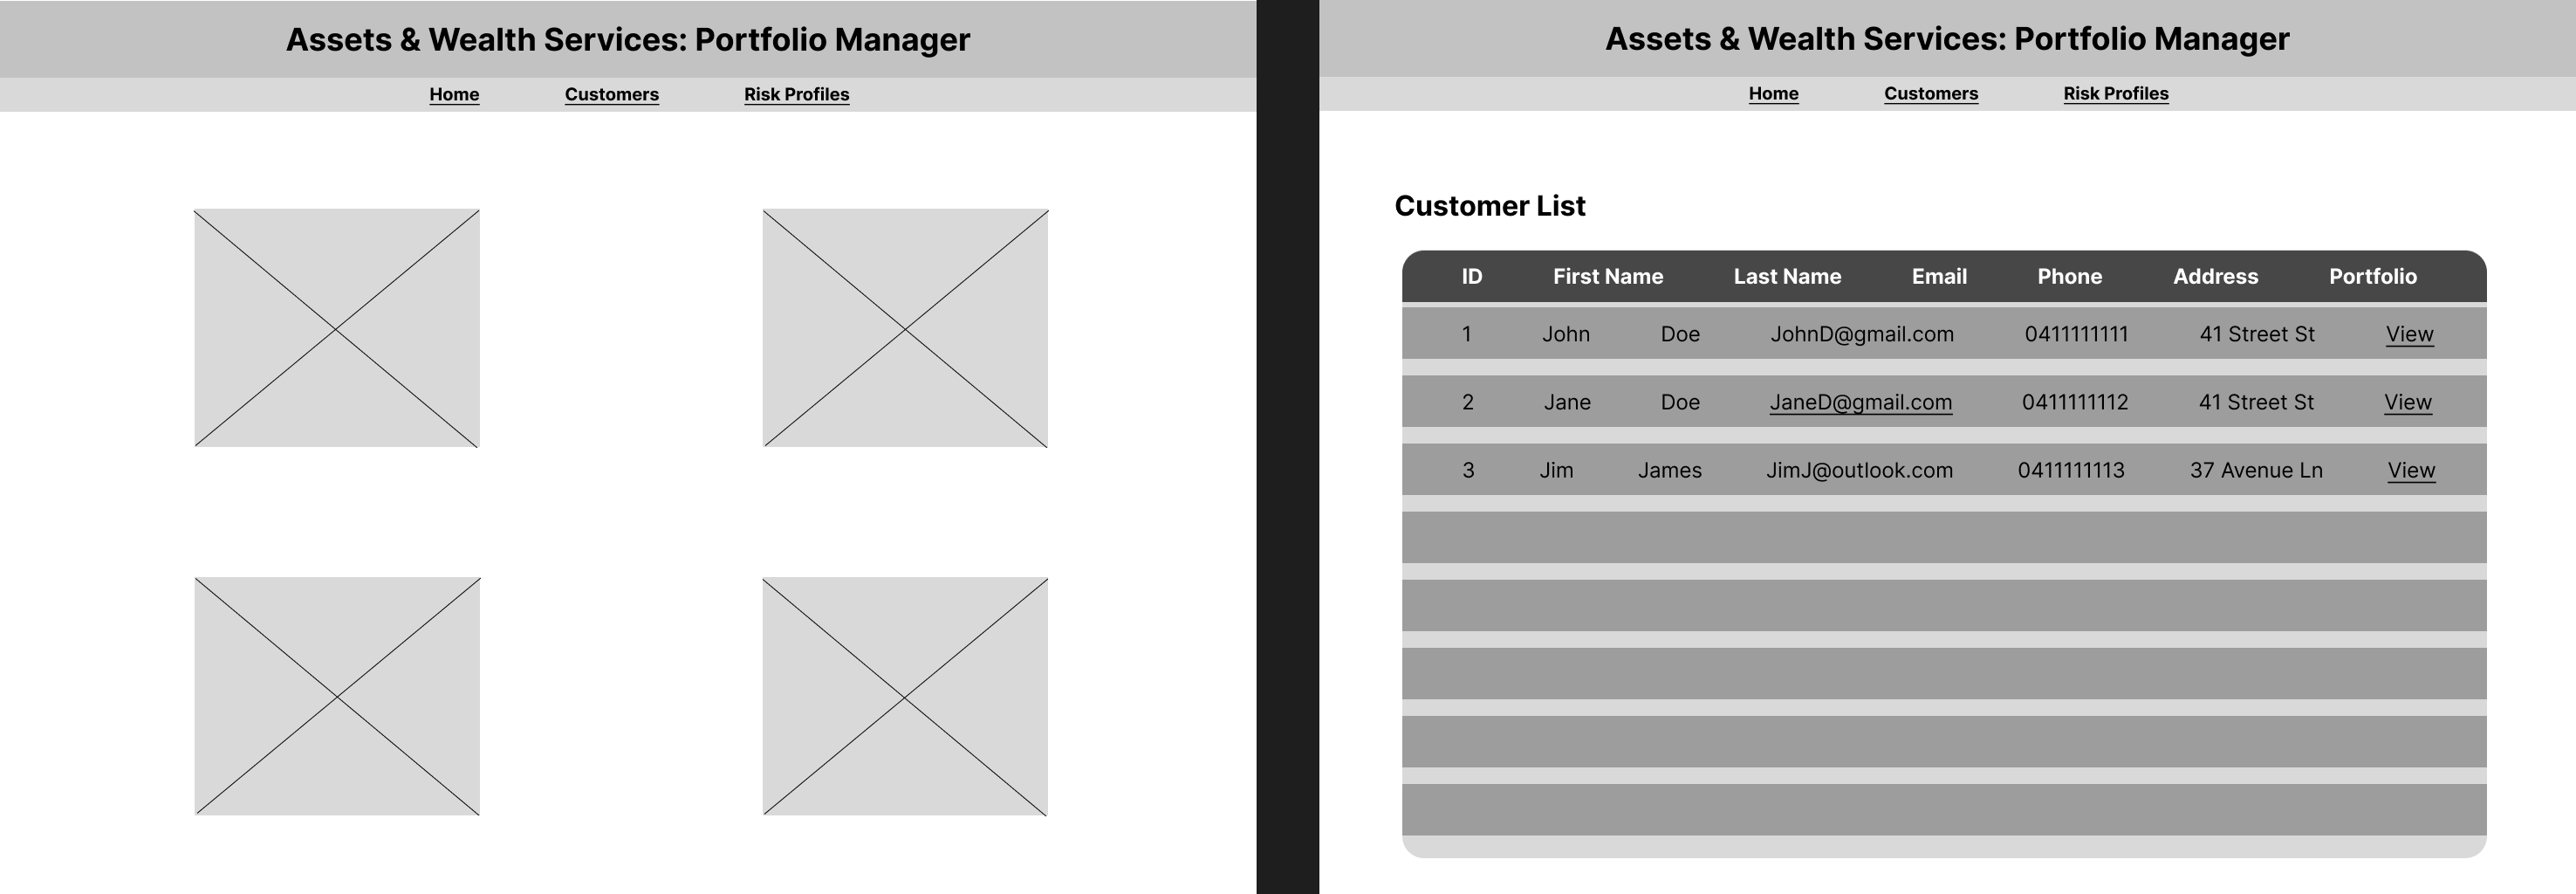 Assets & Wealth Services: Portfolio Manager
Home Customers Risk Profiles
Assets & Wealth Services: Portfolio Manager
Home Customers Risk Profiles
Customer List
ID First Name Last Name Email Phone Address Portfolio
1 John Doe JohnD@gmail.com 0411111111 41 Street St View
2 Jane Doe JaneD@gmail.com 0411111112 41 Street St View
3 Jim James JimJ@outlook.com 0411111113 37 Avenue Ln View